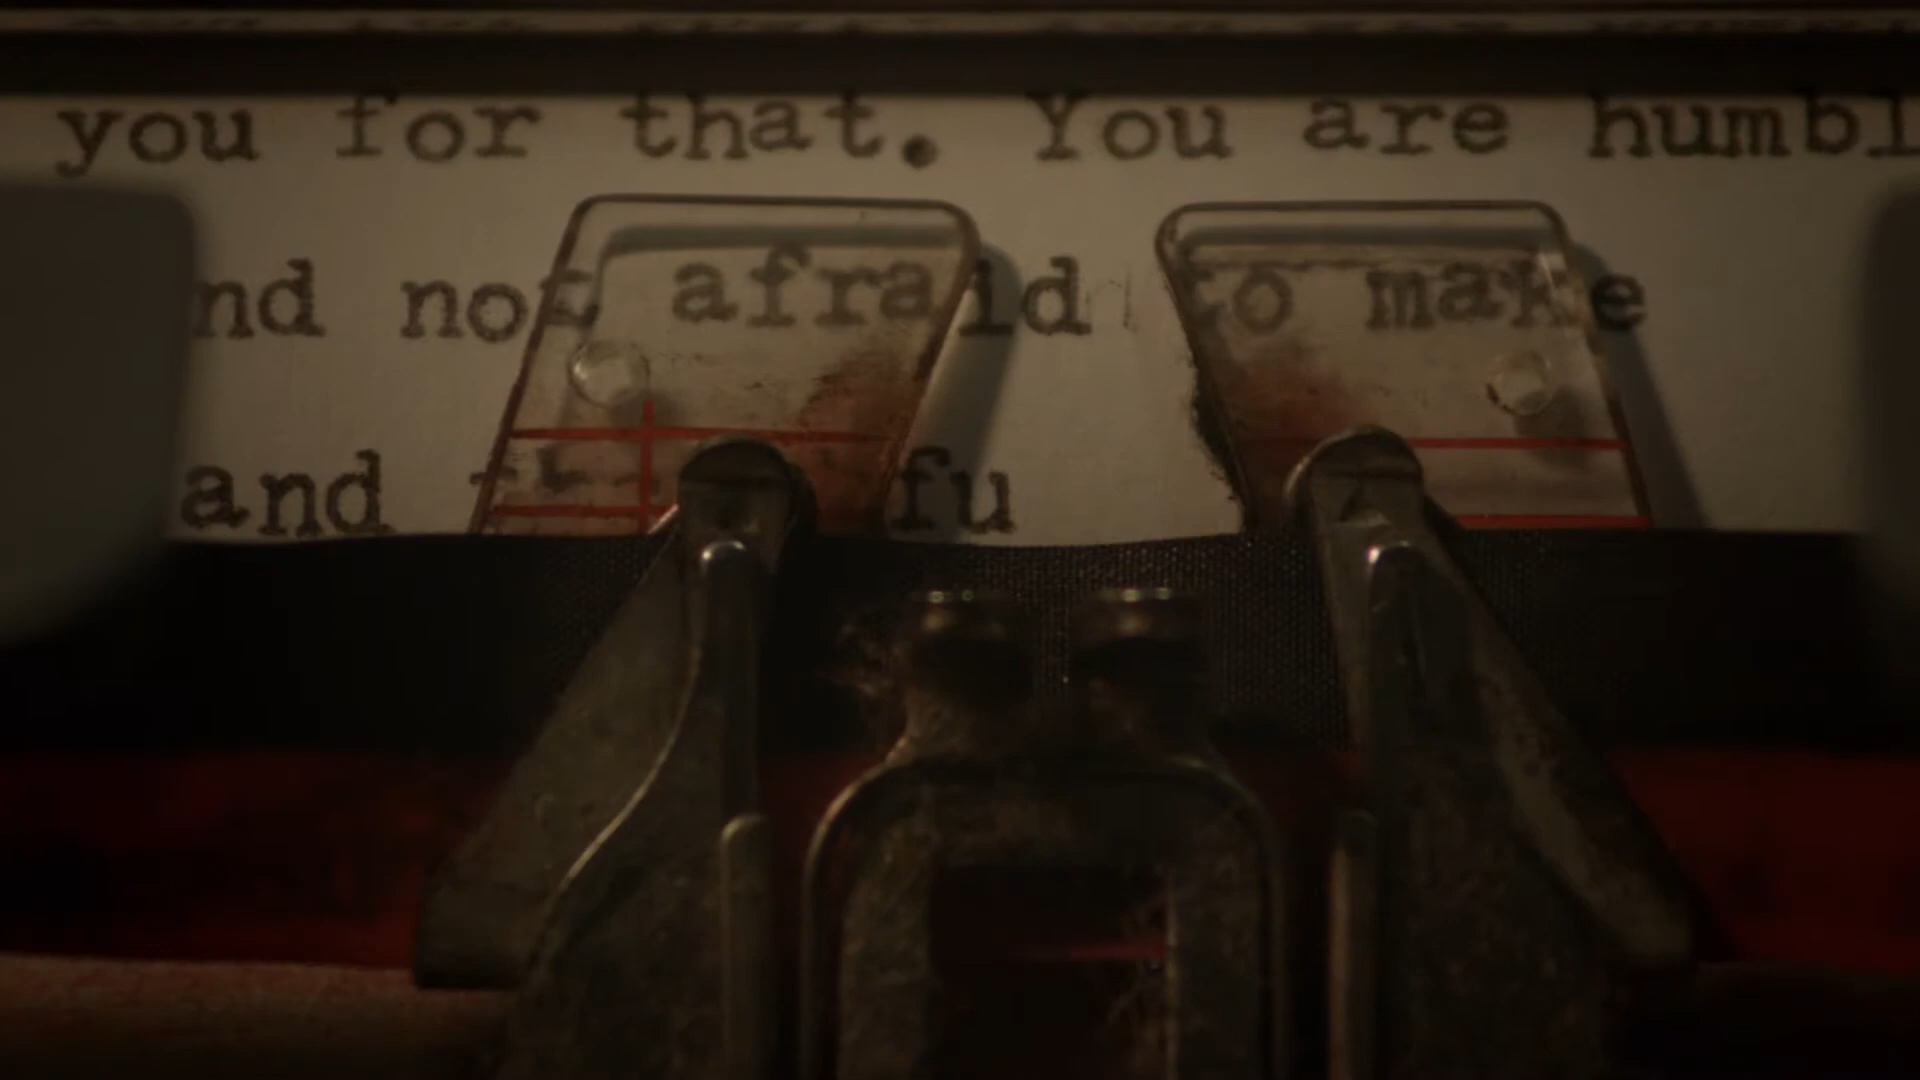 you for that. You are humbl
nd not afraid to make
and fu